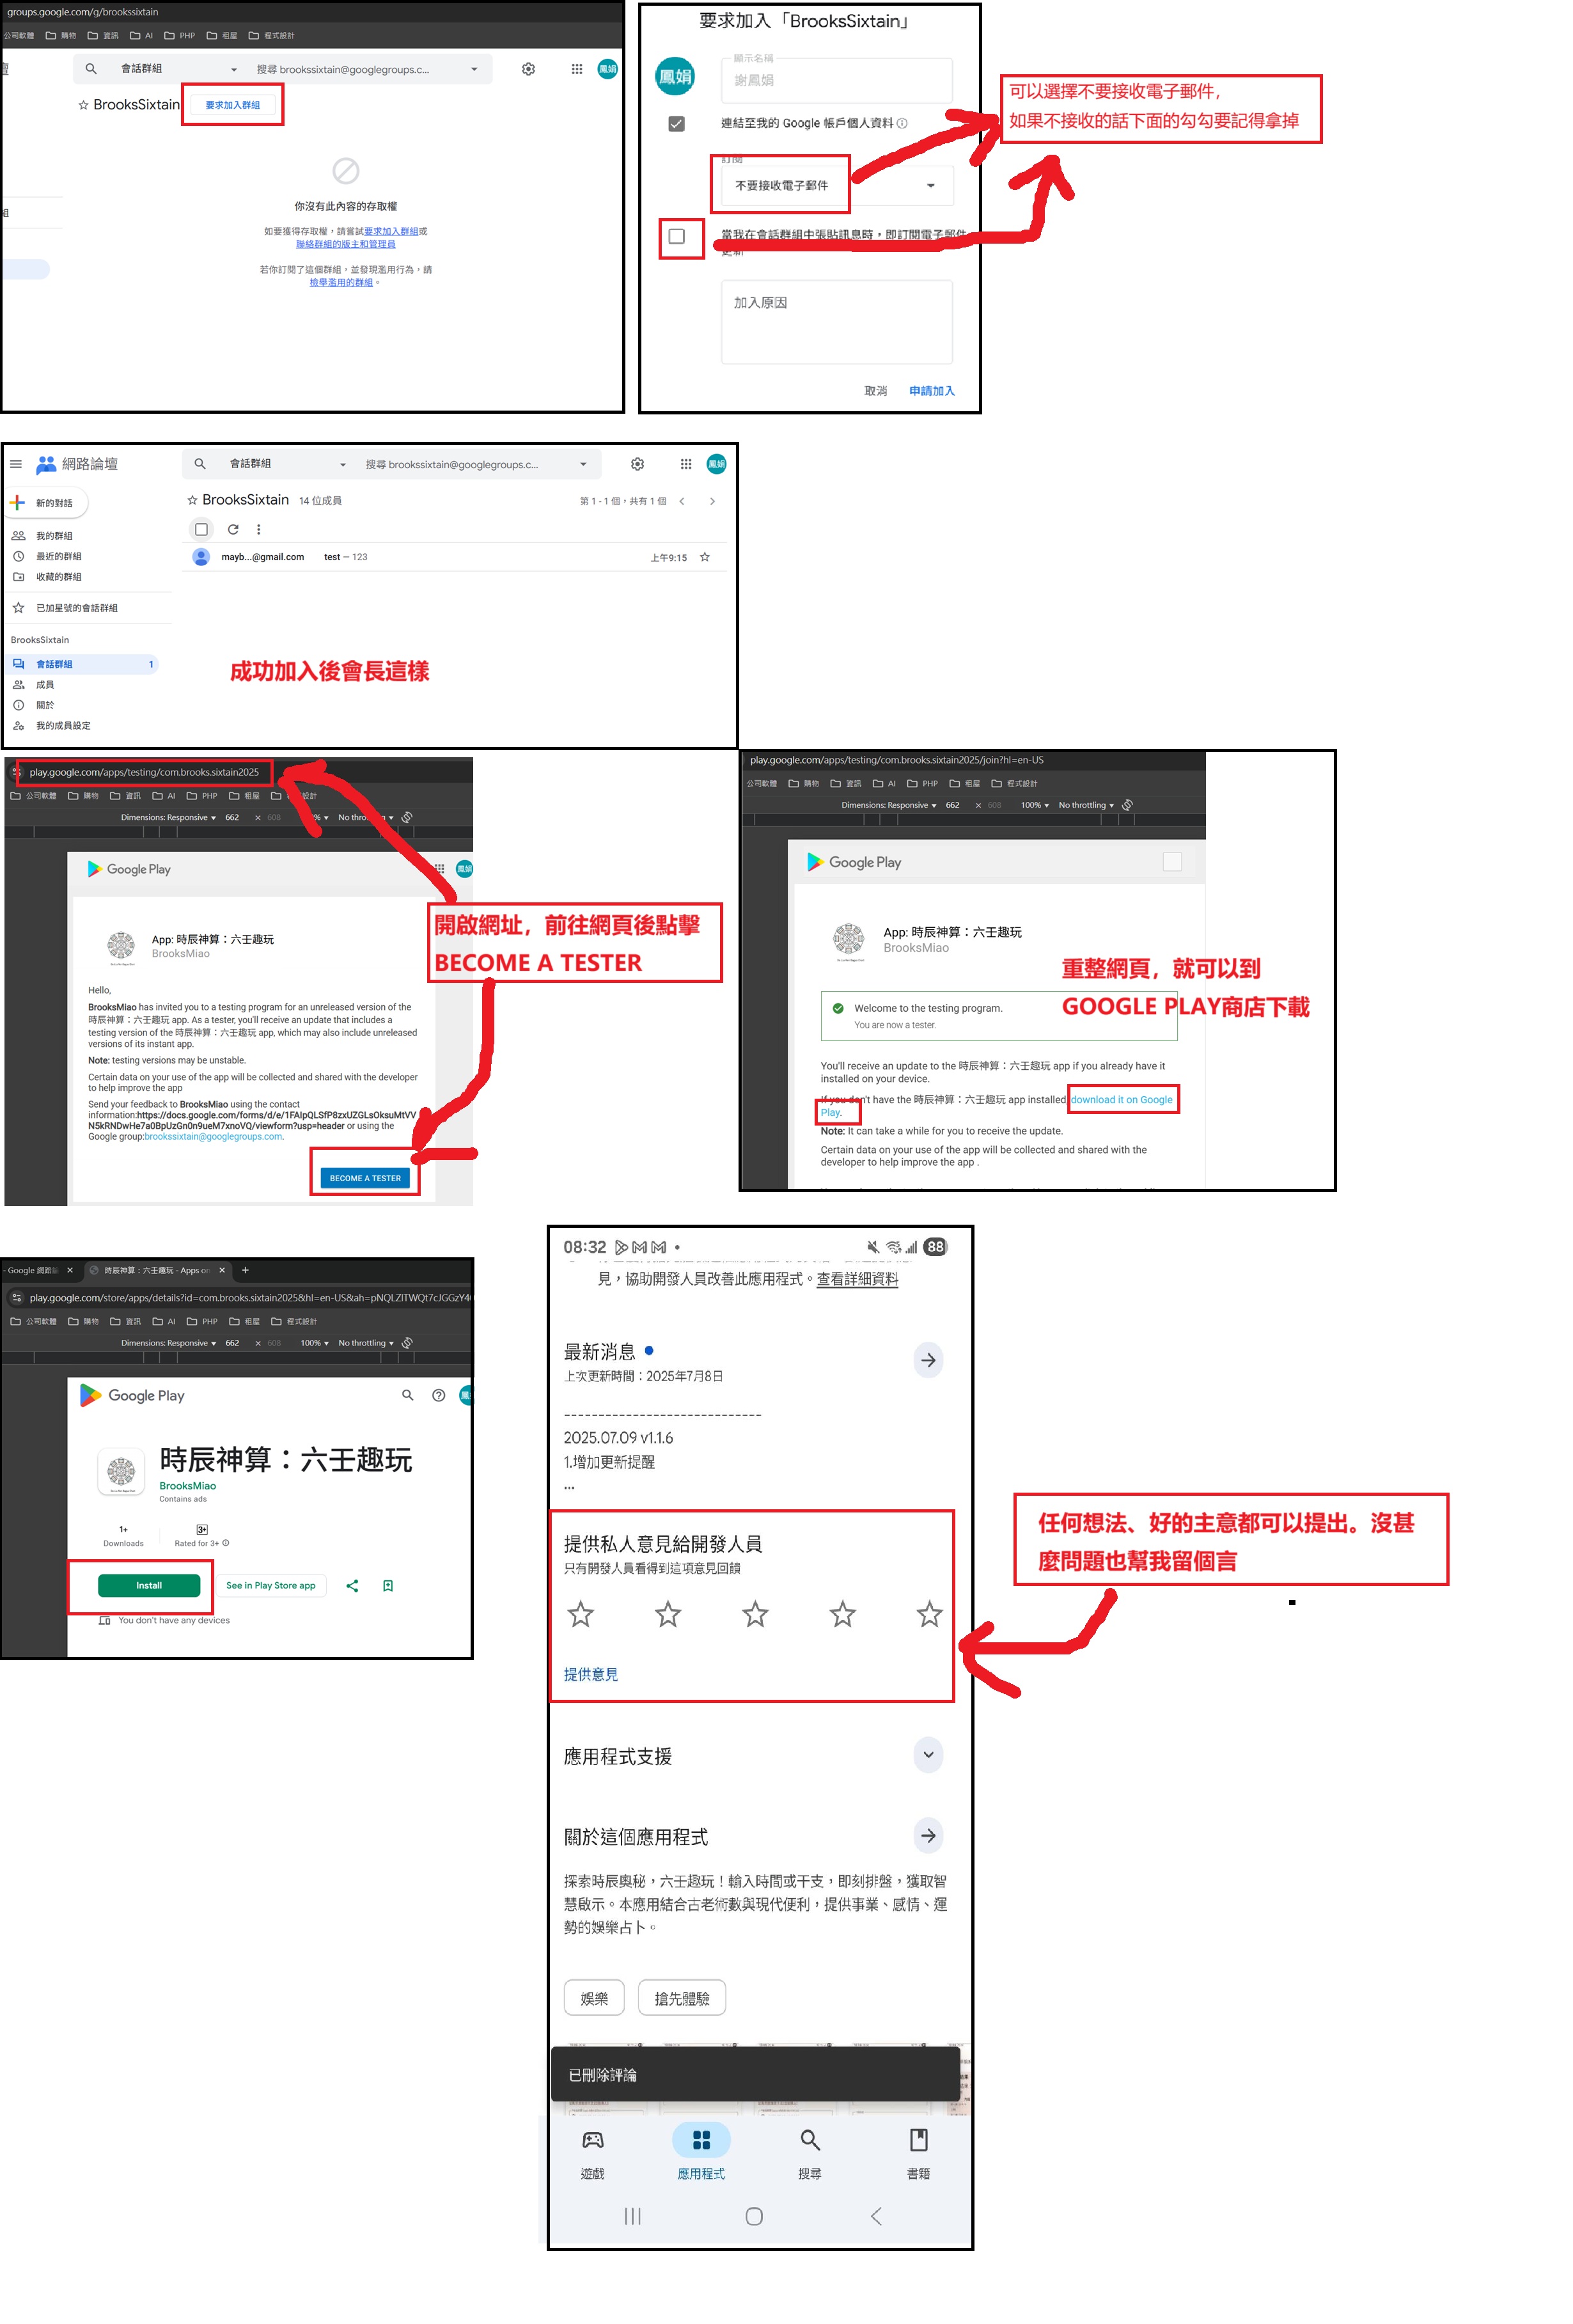 groups.google.com/g/brookssixtain
公司軟體 購物 資訊 AI PHP 租屋 程式設計
會話群組 搜尋 brookssixtain@googlegroups.c...
鳳娟
BrooksSixtain 要求加入群組
你沒有此內容的存取權
如要獲得存取權，請嘗試要求加入群組或
聯絡群組的版主和管理員
若你訂閱了這個群組，並發現濫用行為，請
檢舉濫用的群組。
要求加入「BrooksSixtain」
鳳娟
顯示名稱
謝鳳娟
連結至我的 Google 帳戶個人資料
訂閱
不要接收電子郵件
當我在會話群組中張貼訊息時，即訂閱電子郵件
更新
加入原因
取消 申請加入
可以選擇不要接收電子郵件，
如果不接收的話下面的勾勾要記得拿掉
網路論壇
會話群組 搜尋 brookssixtain@googlegroups.c...
鳳娟
新的對話
BrooksSixtain 14 位成員
第 1 - 1 個，共有 1 個
我的群組
最近的群組
收藏的群組
已加星號的會話群組
BrooksSixtain
會話群組 1
成員
關於
我的成員設定
mayb...@gmail.com test – 123 上午9:15
成功加入後會長這樣
play.google.com/apps/testing/com.brooks.sixtain2025
公司軟體 購物 資訊 AI PHP 租屋 設計
Dimensions: Responsive 662 × 608 % No thro
Google Play
鳳娟
App: 時辰神算：六壬趣玩
BrooksMiao
Hello,
BrooksMiao has invited you to a testing program for an unreleased version of the
時辰神算：六壬趣玩 app. As a tester, you'll receive an update that includes a
testing version of the 時辰神算：六壬趣玩 app, which may also include unreleased
versions of its instant app.
Note: testing versions may be unstable.
Certain data on your use of the app will be collected and shared with the developer
to help improve the app
Send your feedback to BrooksMiao using the contact
information:https://docs.google.com/forms/d/e/1FAIpQLSfP8zxUZGLsOksuMtVV
N5kRNDwHe7a0BpUzGn0n9ueM7xnoVQ/viewform?usp=header or using the
Google group:brookssixtain@googlegroups.com.
BECOME A TESTER
開啟網址，前往網頁後點擊
BECOME A TESTER
play.google.com/apps/testing/com.brooks.sixtain2025/join?hl=en-US
公司軟體 購物 資訊 AI PHP 租屋 程式設計
Dimensions: Responsive 662 × 608 100% No throttling
Google Play
App: 時辰神算：六壬趣玩
BrooksMiao
Welcome to the testing program.
You are now a tester.
重整網頁，就可以到
GOOGLE PLAY商店下載
You'll receive an update to the 時辰神算：六壬趣玩 app if you already have it
installed on your device.
If you don't have the 時辰神算：六壬趣玩 app installed, download it on Google
Play.
Note: It can take a while for you to receive the update.
Certain data on your use of the app will be collected and shared with the
developer to help improve the app .
- Google 網路論 時辰神算：六壬趣玩 - Apps on
play.google.com/store/apps/details?id=com.brooks.sixtain2025&hl=en-US&ah=pNQLZlTWQt7cJGGzY4
公司軟體 購物 資訊 AI PHP 租屋 程式設計
Dimensions: Responsive 662 × 608 100% No throttling
Google Play
時辰神算：六壬趣玩
BrooksMiao
Contains ads
1+ 3+
Downloads Rated for 3+
Install See in Play Store app
You don't have any devices
08:32 88
見，協助開發人員改善此應用程式。查看詳細資料
最新消息
上次更新時間：2025年7月8日
----------------------------
2025.07.09 v1.1.6
1.增加更新提醒
...
提供私人意見給開發人員
只有開發人員看得到這項意見回饋
提供意見
任何想法、好的主意都可以提出。沒甚
麼問題也幫我留個言
應用程式支援
關於這個應用程式
探索時辰奧秘，六壬趣玩！輸入時間或干支，即刻排盤，獲取智
慧啟示。本應用結合古老術數與現代便利，提供事業、感情、運
勢的娛樂占卜。
娛樂 搶先體驗
已刪除評論
遊戲 應用程式 搜尋 書籍